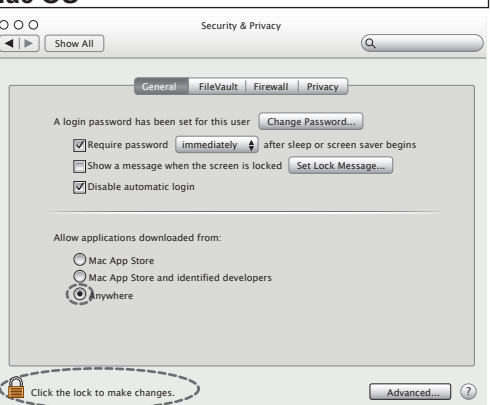 Security & Privacy
Show All
General FileVault Firewall Privacy
A login password has been set for this user Change Password...
Require password immediately after sleep or screen saver begins
Show a message when the screen is locked Set Lock Message...
Disable automatic login
Allow applications downloaded from:
Mac App Store
Mac App Store and identified developers
Anywhere
Click the lock to make changes.
Advanced... ?